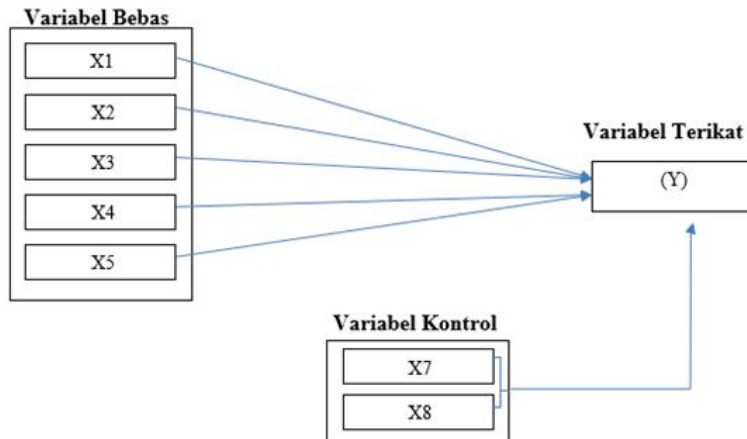 Variabel Bebas
X1
X2
X3
X4
X5
Variabel Terikat
(Y)
Variabel Kontrol
X7
X8